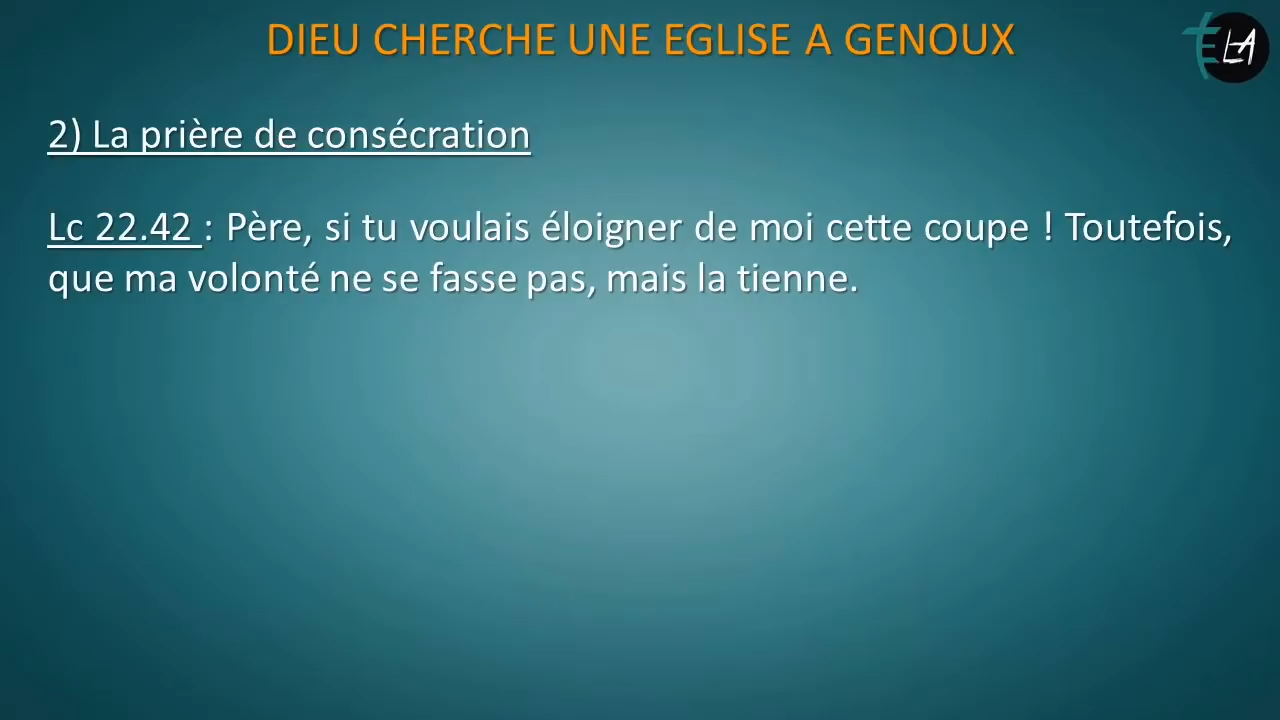 DIEU CHERCHE UNE EGLISE A GENOUX
ELA
2) La prière de consécration
Lc 22.42 : Père, si tu voulais éloigner de moi cette coupe ! Toutefois,
que ma volonté ne se fasse pas, mais la tienne.